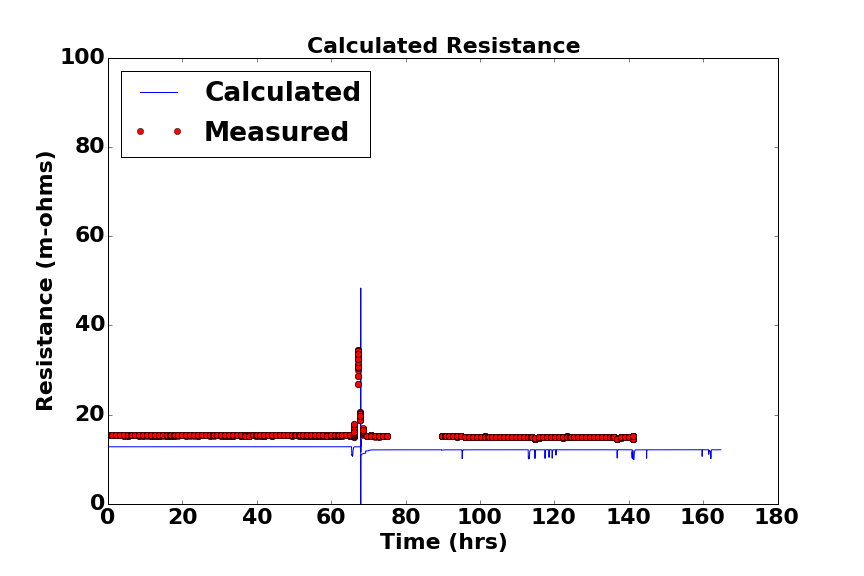 Calculated Resistance
Calculated
Measured
Resistance (m-ohms)
100
80
60
40
20
0
0 20 40 60 80 100 120 140 160 180
Time (hrs)